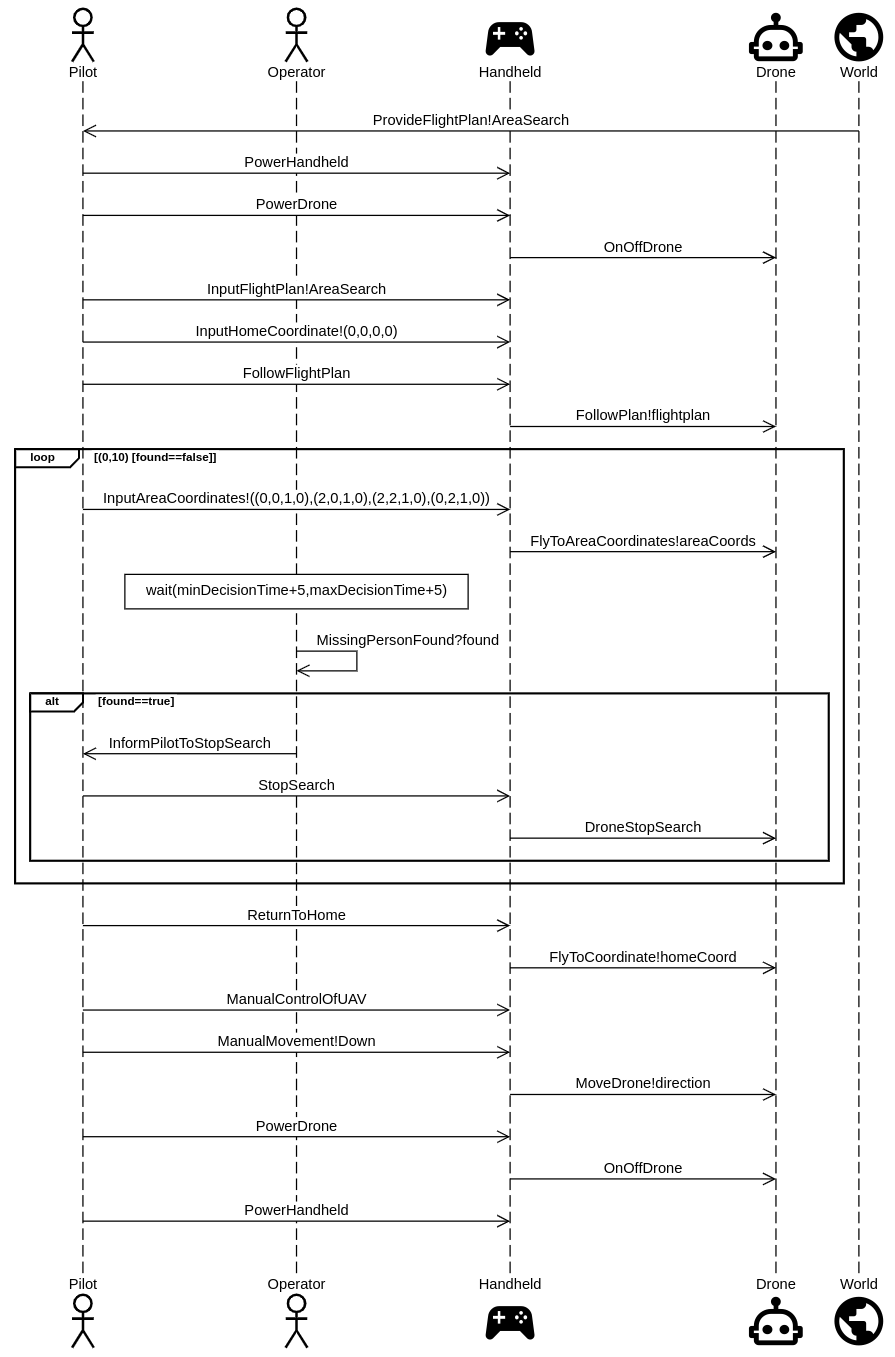 Pilot Operator Handheld Drone World
ProvideFlightPlan!AreaSearch
PowerHandheld
PowerDrone
OnOffDrone
InputFlightPlan!AreaSearch
InputHomeCoordinate!(0,0,0,0)
FollowFlightPlan
FollowPlan!flightplan
loop [(0,10) [found==false]]
InputAreaCoordinates!((0,0,1,0),(2,0,1,0),(2,2,1,0),(0,2,1,0))
FlyToAreaCoordinates!areaCoords
wait(minDecisionTime+5,maxDecisionTime+5)
MissingPersonFound?found
alt [found==true]
InformPilotToStopSearch
StopSearch
DroneStopSearch
ReturnToHome
FlyToCoordinate!homeCoord
ManualControlOfUAV
ManualMovement!Down
MoveDrone!direction
PowerDrone
OnOffDrone
PowerHandheld
Pilot Operator Handheld Drone World